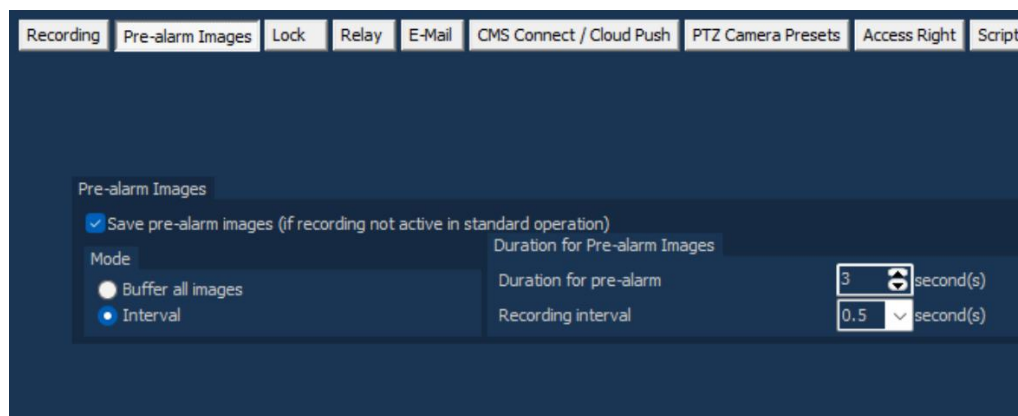 Recording Pre-alarm Images Lock Relay E-Mail CMS Connect / Cloud Push PTZ Camera Presets Access Right Script
Pre-alarm Images
Save pre-alarm images (if recording not active in standard operation)
Mode
Buffer all images
Interval
Duration for Pre-alarm Images
Duration for pre-alarm 3 second(s)
Recording interval 0.5 second(s)